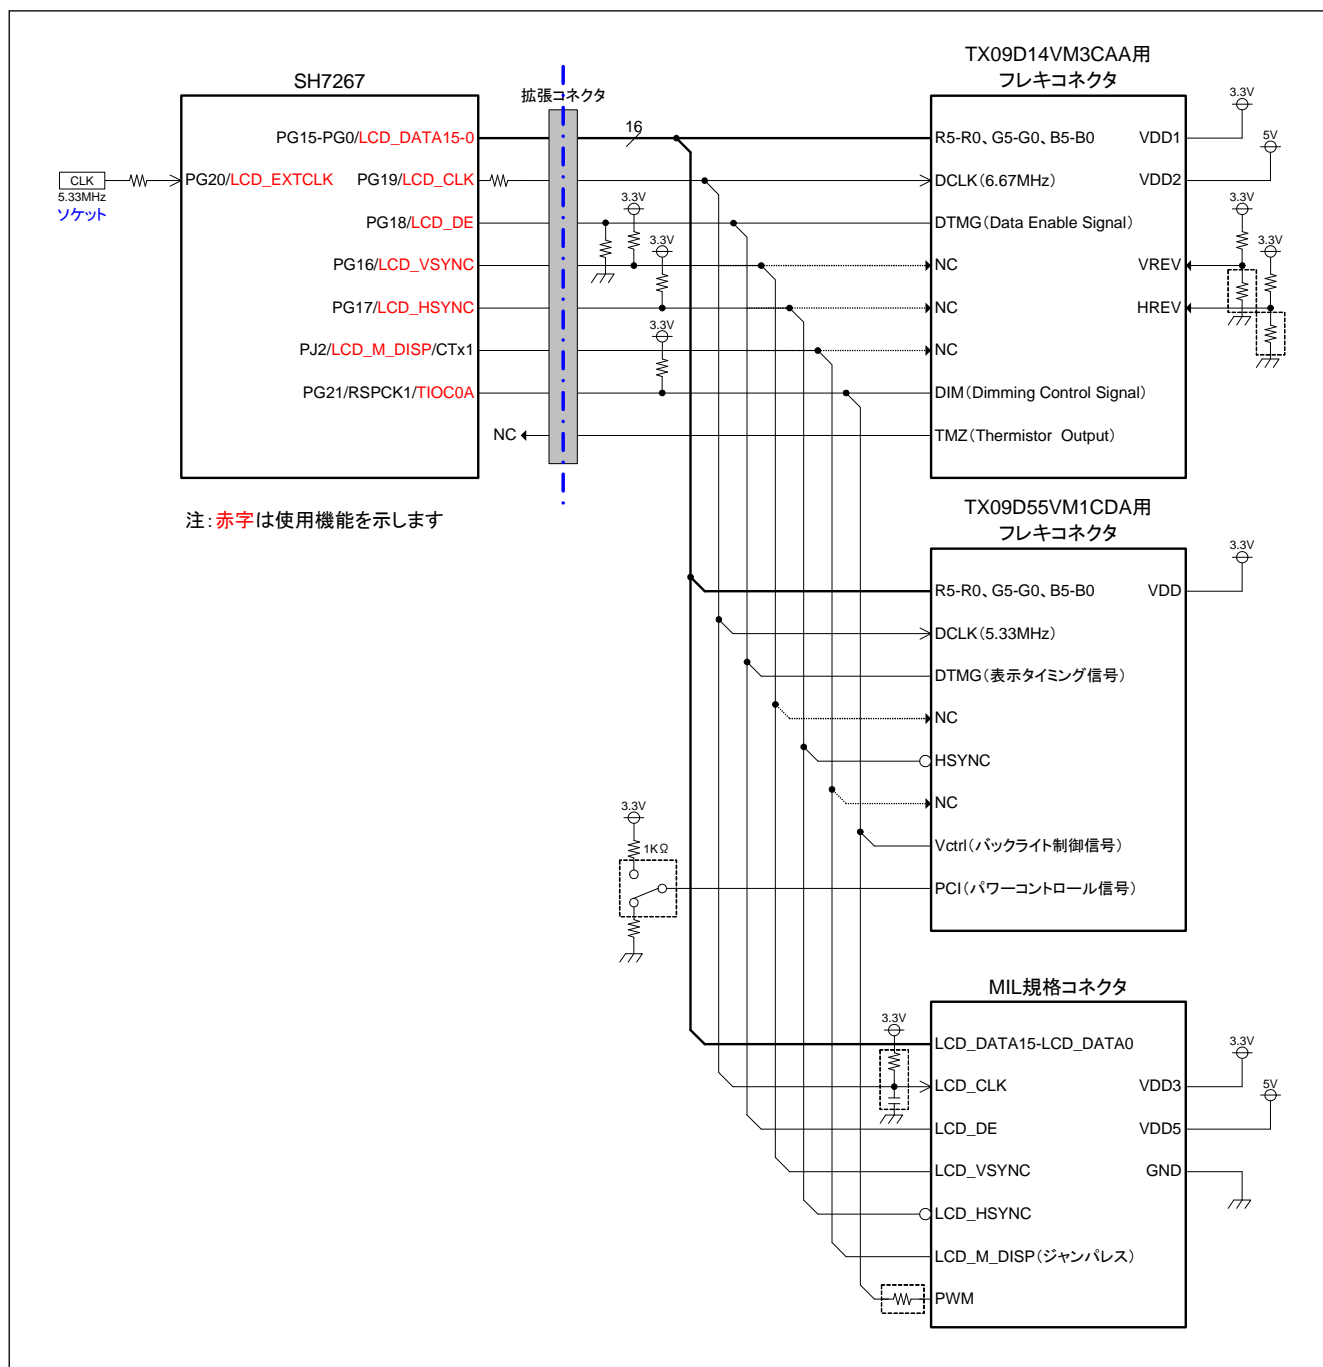 SH7267
拡張コネクタ
TX09D14VM3CAA用
フレキコネクタ
CLK
5.33MHz
ソケット
PG20/LCD_EXTCLK
PG15-PG0/LCD_DATA15-0
PG19/LCD_CLK
PG18/LCD_DE
PG16/LCD_VSYNC
PG17/LCD_HSYNC
PJ2/LCD_M_DISP/CTx1
PG21/RSPCK1/TIOC0A
NC
16
3.3V
3.3V
3.3V
R5-R0、G5-G0、B5-B0
DCLK(6.67MHz)
DTMG(Data Enable Signal)
NC
NC
NC
DIM(Dimming Control Signal)
TMZ(Thermistor Output)
VDD1
VDD2
VREV
HREV
3.3V
5V
3.3V
3.3V
注:赤字は使用機能を示します
TX09D55VM1CDA用
フレキコネクタ
R5-R0、G5-G0、B5-B0
DCLK(5.33MHz)
DTMG(表示タイミング信号)
NC
HSYNC
NC
Vctrl(バックライト制御信号)
PCI(パワーコントロール信号)
VDD
3.3V
3.3V
1KΩ
MIL規格コネクタ
3.3V
LCD_DATA15-LCD_DATA0
LCD_CLK
LCD_DE
LCD_VSYNC
LCD_HSYNC
LCD_M_DISP(ジャンパレス)
PWM
VDD3
VDD5
GND
3.3V
5V